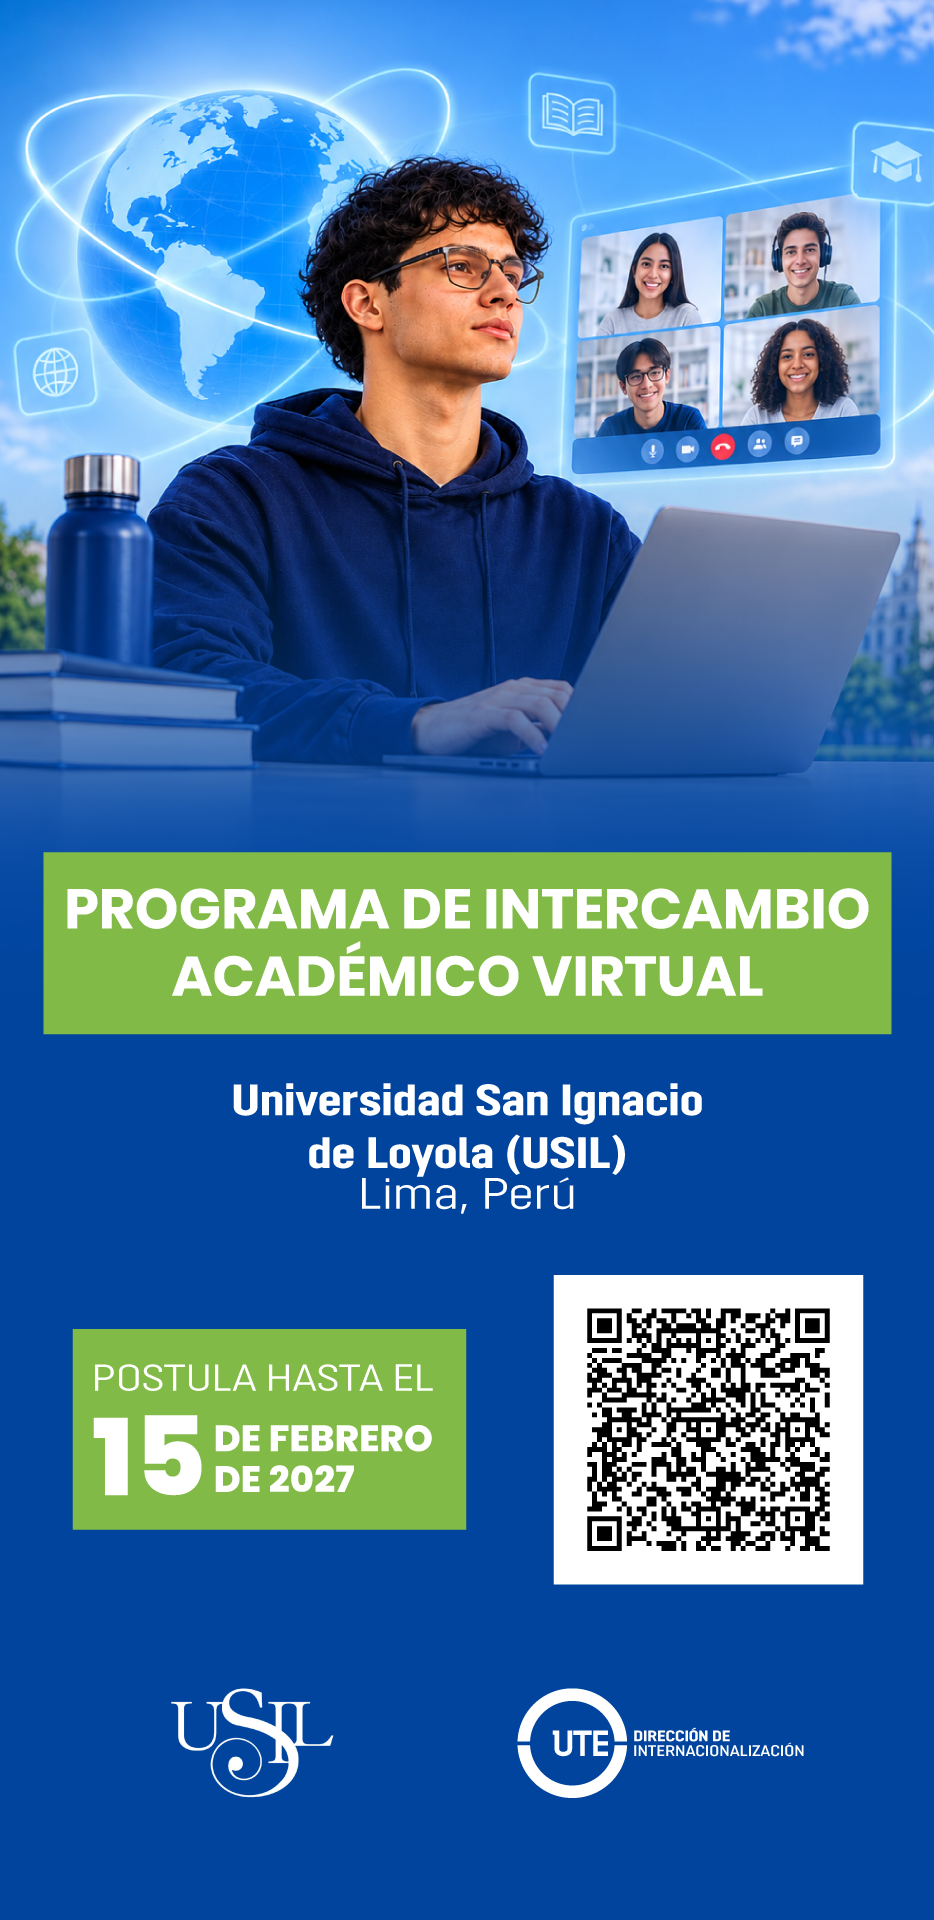 PROGRAMA DE INTERCAMBIO
ACADÉMICO VIRTUAL
Universidad San Ignacio
de Loyola (USIL)
Lima, Perú
POSTULA HASTA EL
15 DE FEBRERO
DE 2027
USIL
UTE DIRECCIÓN DE
INTERNACIONALIZACIÓN